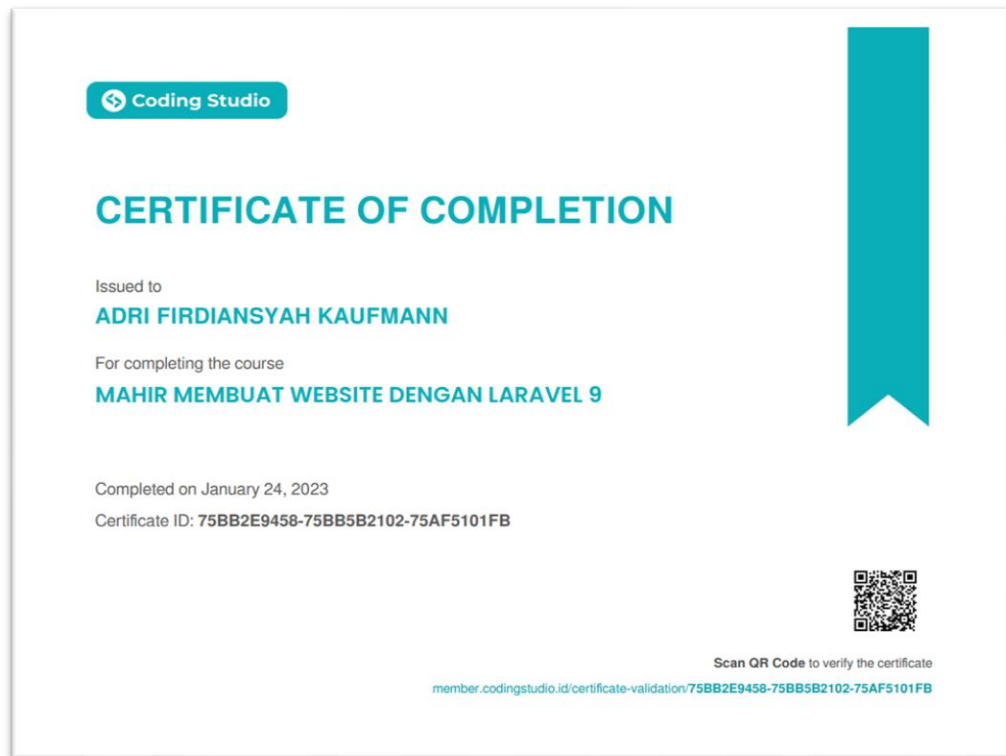 Coding Studio
CERTIFICATE OF COMPLETION
Issued to
ADRI FIRDIANSYAH KAUFMANN
For completing the course
MAHIR MEMBUAT WEBSITE DENGAN LARAVEL 9
Completed on January 24, 2023
Certificate ID: 75BB2E9458-75BB5B2102-75AF5101FB
Scan QR Code to verify the certificate
member.codingstudio.id/certificate-validation/75BB2E9458-75BB5B2102-75AF5101FB